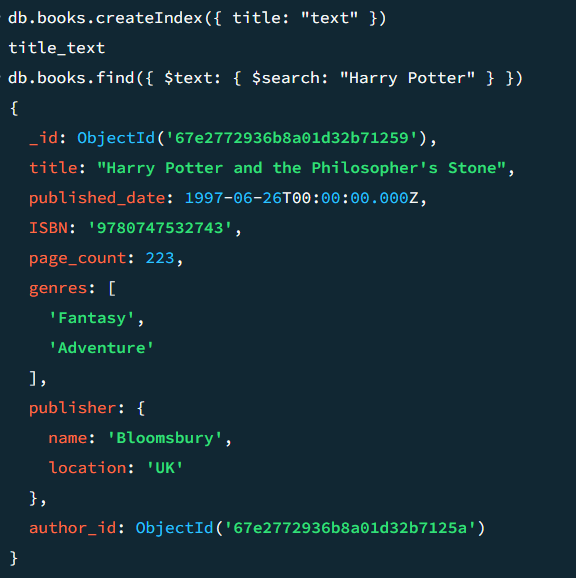 db.books.createIndex({ title: "text" })
title_text
db.books.find({ $text: { $search: "Harry Potter" } })
{
  _id: ObjectId('67e2772936b8a01d32b71259'),
  title: "Harry Potter and the Philosopher's Stone",
  published_date: 1997-06-26T00:00:00.000Z,
  ISBN: '9780747532743',
  page_count: 223,
  genres: [
    'Fantasy',
    'Adventure'
  ],
  publisher: {
    name: 'Bloomsbury',
    location: 'UK'
  },
  author_id: ObjectId('67e2772936b8a01d32b7125a')
}